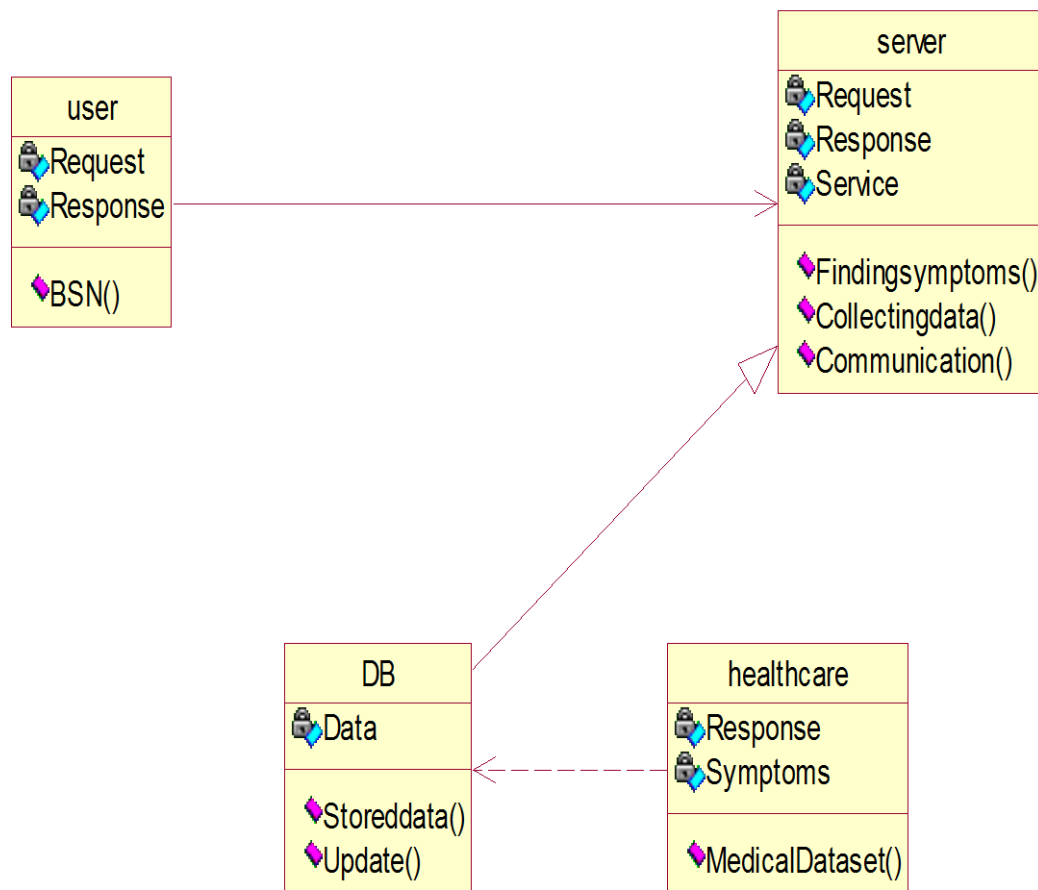 user
Request
Response
BSN()
server
Request
Response
Service
Findingsymptoms()
Collectingdata()
Communication()
DB
Data
Storeddata()
Update()
healthcare
Response
Symptoms
MedicalDataset()